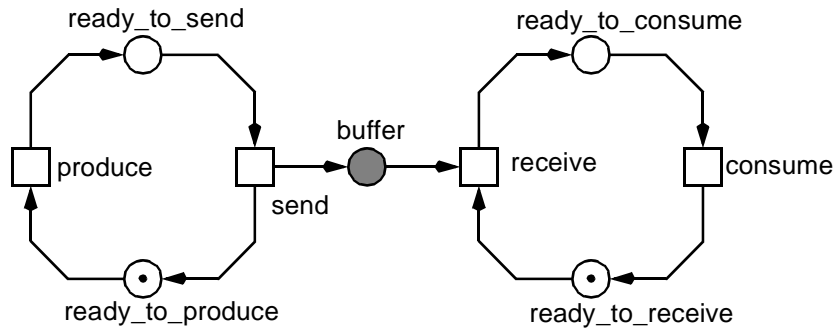 ready_to_send
ready_to_consume
buffer
produce
receive
consume
send
ready_to_produce
ready_to_receive